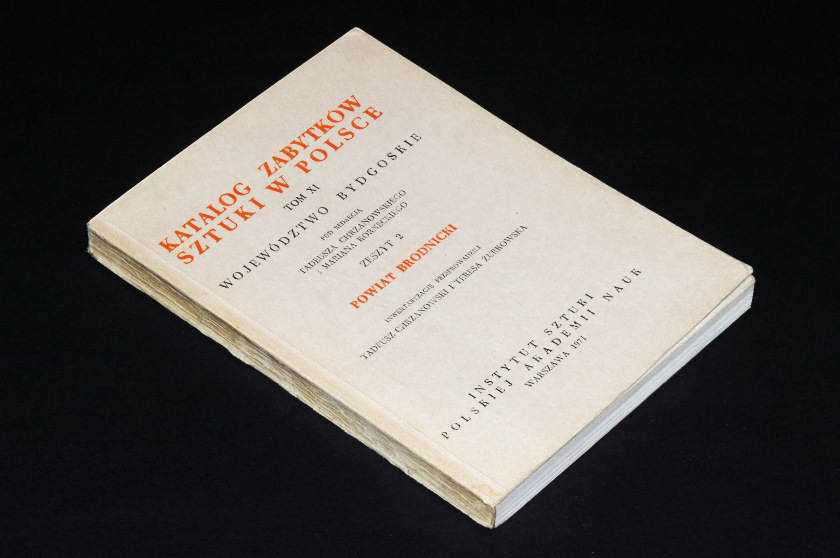 KATALOG ZABYTKÓW
SZTUKI W POLSCE
TOM XI
WOJEWÓDZTWO BYDGOSKIE
POD REDAKCJĄ
TADEUSZA CHRZANOWSKIEGO
i MARIANA KORNECKIEGO
ZESZYT 2
POWIAT BRODNICKI
INWENTARYZACJĘ PRZEPROWADZILI
TADEUSZ CHRZANOWSKI I TERESA ŻURKOWSKA
INSTYTUT SZTUKI
POLSKIEJ AKADEMII NAUK
WARSZAWA 1971